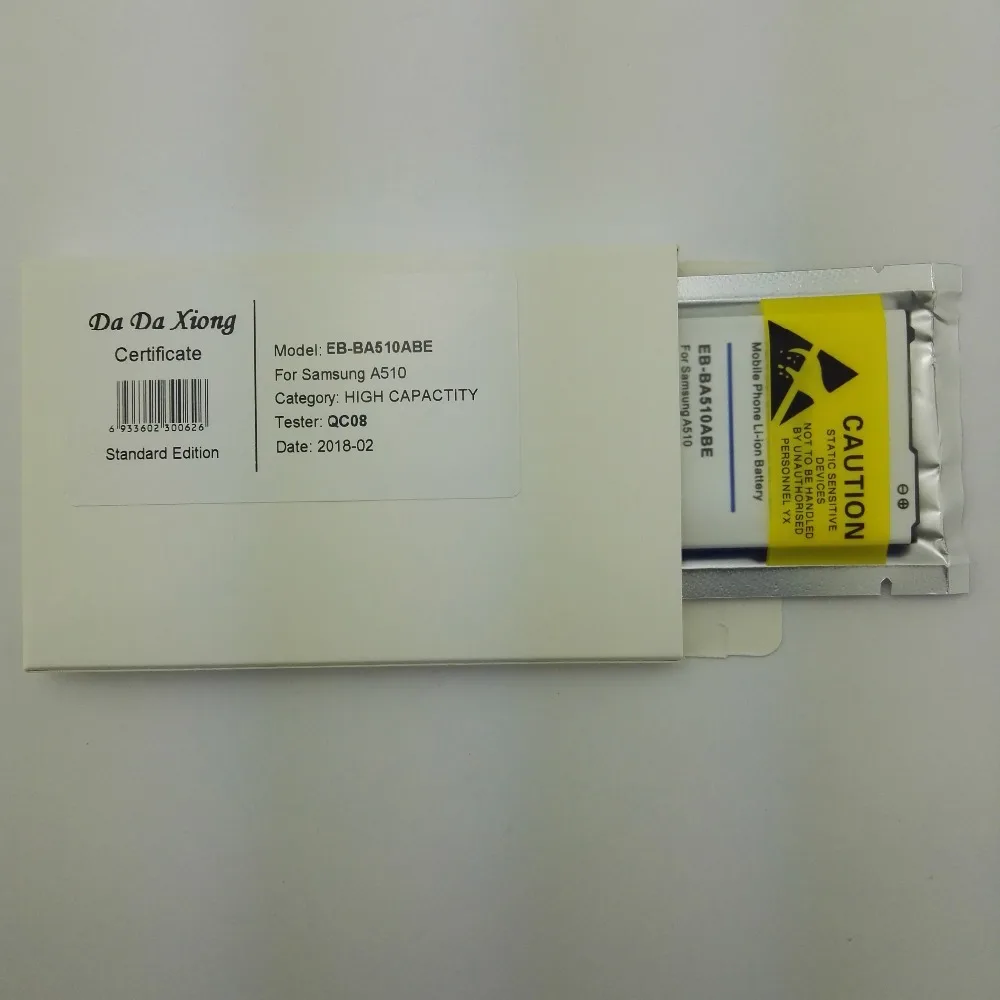 Da Da Xiong
Certificate
6 933602 300626
Standard Edition
Model: EB-BA510ABE
For Samsung A510
Category: HIGH CAPACTITY
Tester: QC08
Date: 2018-02
EB-BA510ABE
For Samsung A510
Mobile Phone Li-ion Battery
CAUTION
STATIC SENSITIVE
DEVICES
NOT TO BE HANDLED
BY UNAUTHORISED
PERSONNEL YX
⊖ ⊕